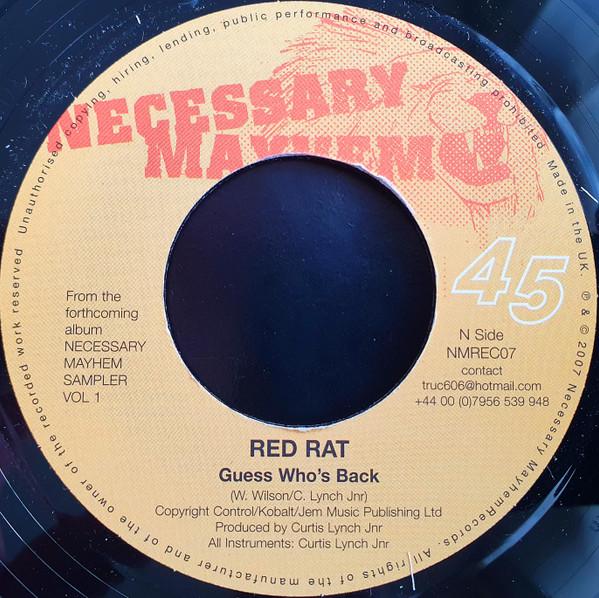 Unauthorised copying, hiring, lending, public performance and broadcasting prohibited. Made in the UK. ℗ & © 2007 Necessary MayhemRecords. All rights of the manufacturer and of the owner of the recorded work reserved
NECESSARY
MAYHEM
45
From the
forthcoming
album
NECESSARY
MAYHEM
SAMPLER
VOL 1
N Side
NMREC07
contact
truc606@hotmail.com
+44 00 (0)7956 539 948
RED RAT
Guess Who's Back
(W. Wilson/C. Lynch Jnr)
Copyright Control/Kobalt/Jem Music Publishing Ltd
Produced by Curtis Lynch Jnr
All Instruments: Curtis Lynch Jnr